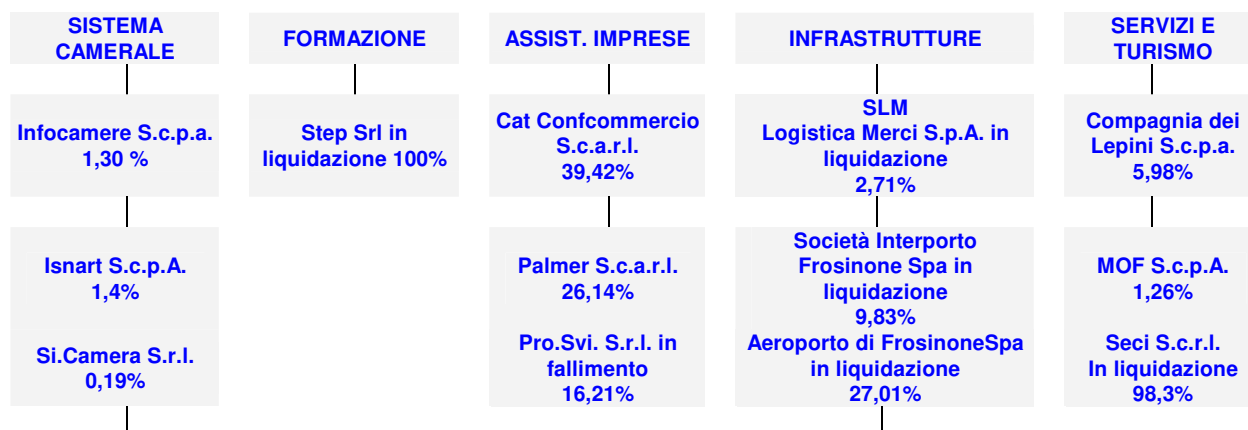 SISTEMA
CAMERALE
FORMAZIONE
ASSIST. IMPRESE
INFRASTRUTTURE
SERVIZI E
TURISMO
Infocamere S.c.p.a.
1,30 %
Step Srl in
liquidazione 100%
Cat Confcommercio
S.c.a.r.l.
39,42%
SLM
Logistica Merci S.p.A. in
liquidazione
2,71%
Compagnia dei
Lepini S.c.p.a.
5,98%
Isnart S.c.p.A.
1,4%
Si.Camera S.r.l.
0,19%
Palmer S.c.a.r.l.
26,14%
Pro.Svi. S.r.l. in
fallimento
16,21%
Società Interporto
Frosinone Spa in
liquidazione
9,83%
Aeroporto di FrosinoneSpa
in liquidazione
27,01%
MOF S.c.p.A.
1,26%
Seci S.c.r.l.
In liquidazione
98,3%